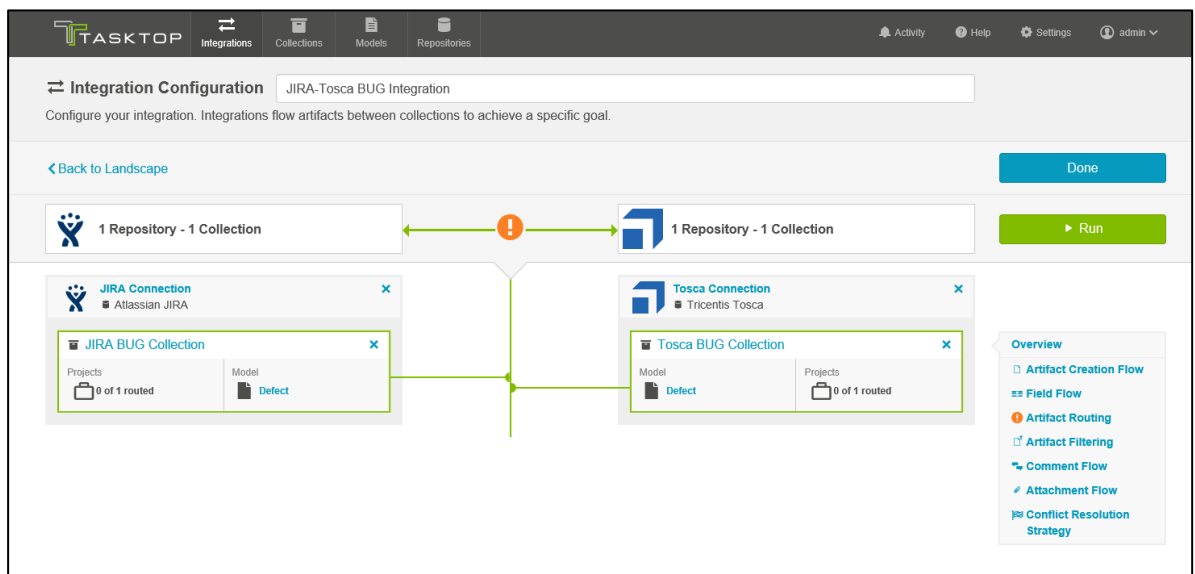 TASKTOP
Integrations
Collections
Models
Repositories
Activity
Help
Settings
admin
Integration Configuration
JIRA-Tosca BUG Integration
Configure your integration. Integrations flow artifacts between collections to achieve a specific goal.
Back to Landscape
Done
1 Repository - 1 Collection
1 Repository - 1 Collection
Run
JIRA Connection
Atlassian JIRA
Tosca Connection
Tricentis Tosca
JIRA BUG Collection
Projects
0 of 1 routed
Model
Defect
Tosca BUG Collection
Model
Defect
Projects
0 of 1 routed
Overview
Artifact Creation Flow
Field Flow
Artifact Routing
Artifact Filtering
Comment Flow
Attachment Flow
Conflict Resolution
Strategy